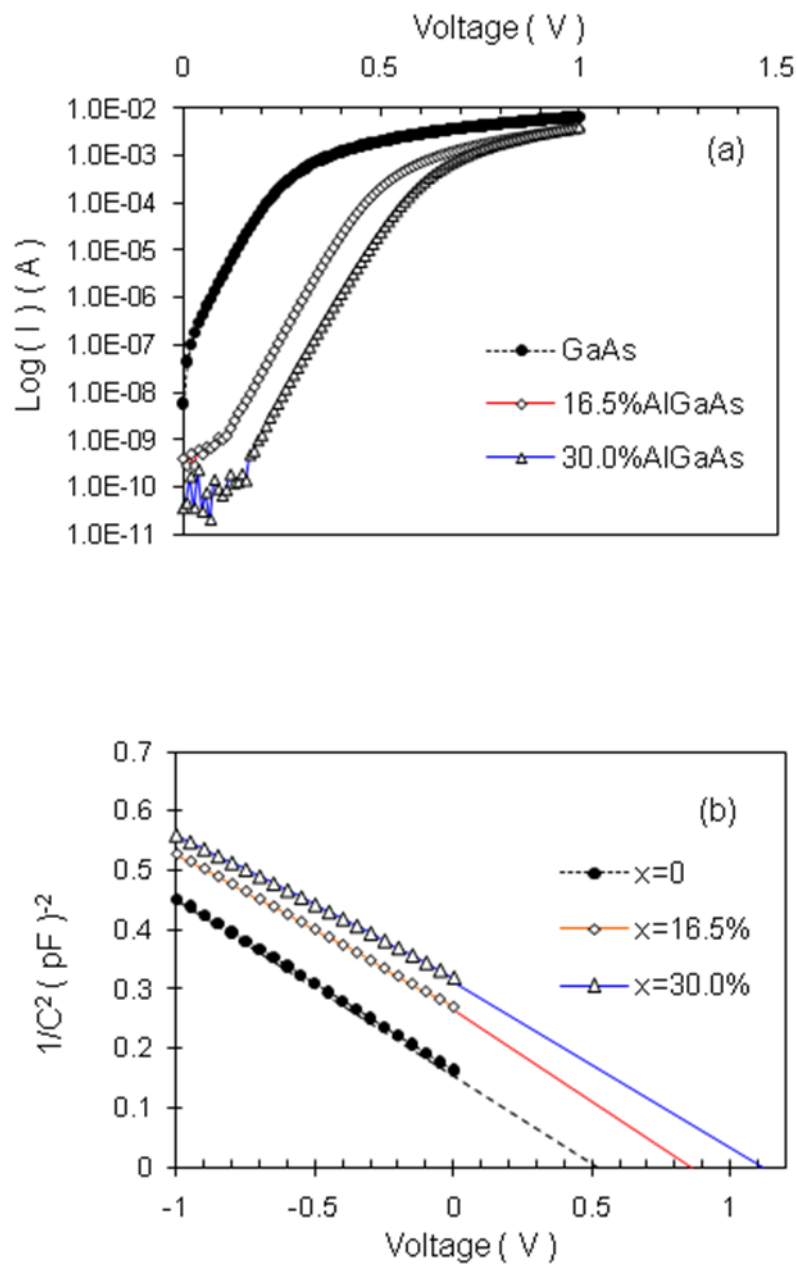 Voltage ( V )
0 0.5 1 1.5
1.0E-02
1.0E-03
1.0E-04
1.0E-05
1.0E-06
1.0E-07
1.0E-08
1.0E-09
1.0E-10
1.0E-11
Log ( I ) ( A )
(a)
GaAs
16.5%AlGaAs
30.0%AlGaAs
0.7
0.6
0.5
0.4
0.3
0.2
0.1
0
1/C² ( pF )⁻²
(b)
x=0
x=16.5%
x=30.0%
-1 -0.5 0 0.5 1
Voltage ( V )